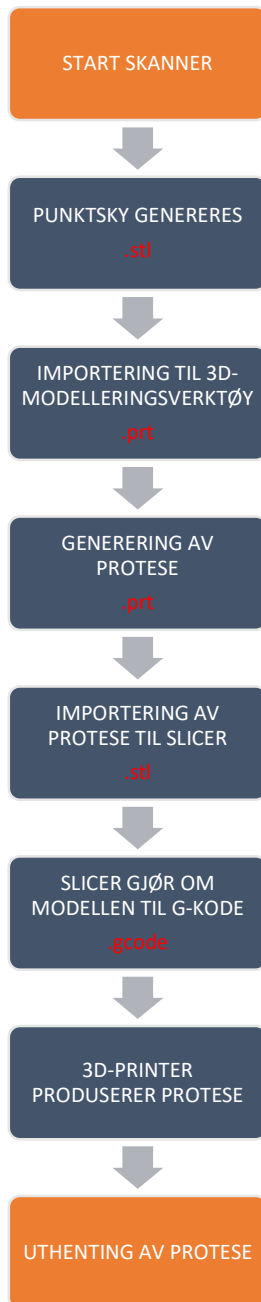 START SKANNER
PUNKTSKY GENERERES
.stl
IMPORTERING TIL 3D-
MODELLERINGSVERKTØY
.prt
GENERERING AV
PROTESE
.prt
IMPORTERING AV
PROTESE TIL SLICER
.stl
SLICER GJØR OM
MODELLEN TIL G-KODE
.gcode
3D-PRINTER
PRODUSERER PROTESE
UTHENTING AV PROTESE